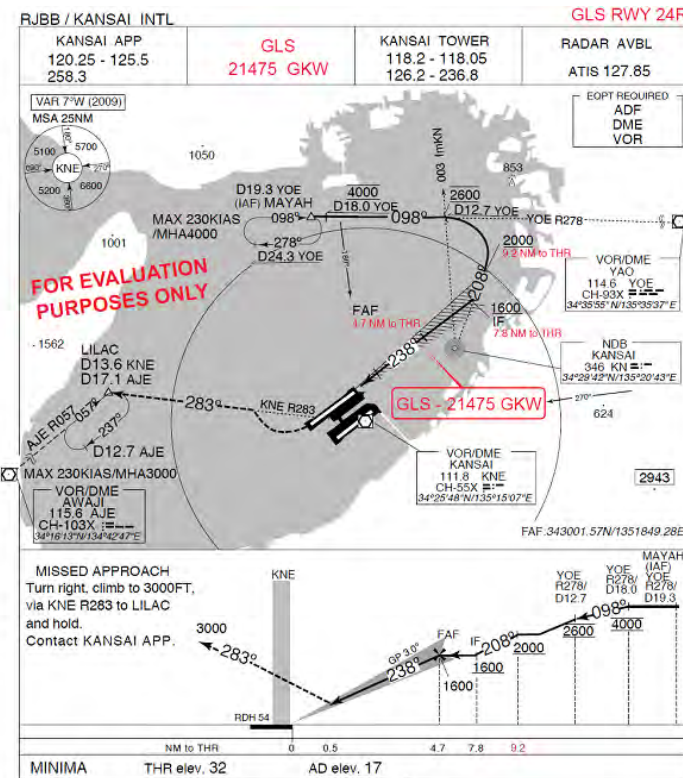 RJBB / KANSAI INTL
GLS RWY 24R
KANSAI APP
120.25 - 125.5
258.3
GLS
21475 GKW
KANSAI TOWER
118.2 - 118.05
126.2 - 236.8
RADAR AVBL
ATIS 127.85
VAR 7°W (2009)
MSA 25NM
180°
5100
5700
090°
KNE
270°
5200
6600
360°
EQPT REQUIRED
ADF
DME
VOR
1050
853
003 fmKN
D19.3 YOE
(IAF) MAYAH
4000
D18.0 YOE
2600
D12.7 YOE
YOE R278
MAX 230KIAS
/MHA4000
098°
098°
278°
D24.3 YOE
2000
9.2 NM to THR
1001
FOR EVALUATION
PURPOSES ONLY
FAF
4.7 NM to THR
208°
1600
IF
7.8 NM to THR
VOR/DME
YAO
114.6 YOE
CH-93X
34°35'55"N/135°35'37"E
1562
238°
NDB
KANSAI
346 KN
34°29'42"N/135°20'43"E
LILAC
D13.6 KNE
D17.1 AJE
283°
KNE R283
GLS - 21475 GKW
270°
624
AJE R057
057°
237°
D12.7 AJE
MAX 230KIAS/MHA3000
VOR/DME
AWAJI
115.6 AJE
CH-103X
34°16'13"N/134°42'47"E
VOR/DME
KANSAI
111.8 KNE
CH-55X
34°25'48"N/135°15'07"E
2943
FAF:343001.57N/1351849.28E
MISSED APPROACH
Turn right, climb to 3000FT,
via KNE R283 to LILAC
and hold.
Contact KANSAI APP.
KNE
3000
283°
GP 3.0°
238°
FAF
1600
IF
1600
208°
2000
YOE
R278/
D12.7
2600
098°
YOE
R278/
D18.0
4000
MAYAH
(IAF)
YOE
R278/
D19.3
RDH 54
NM to THR
0
0.5
4.7
7.8
9.2
MINIMA
THR elev. 32
AD elev. 17